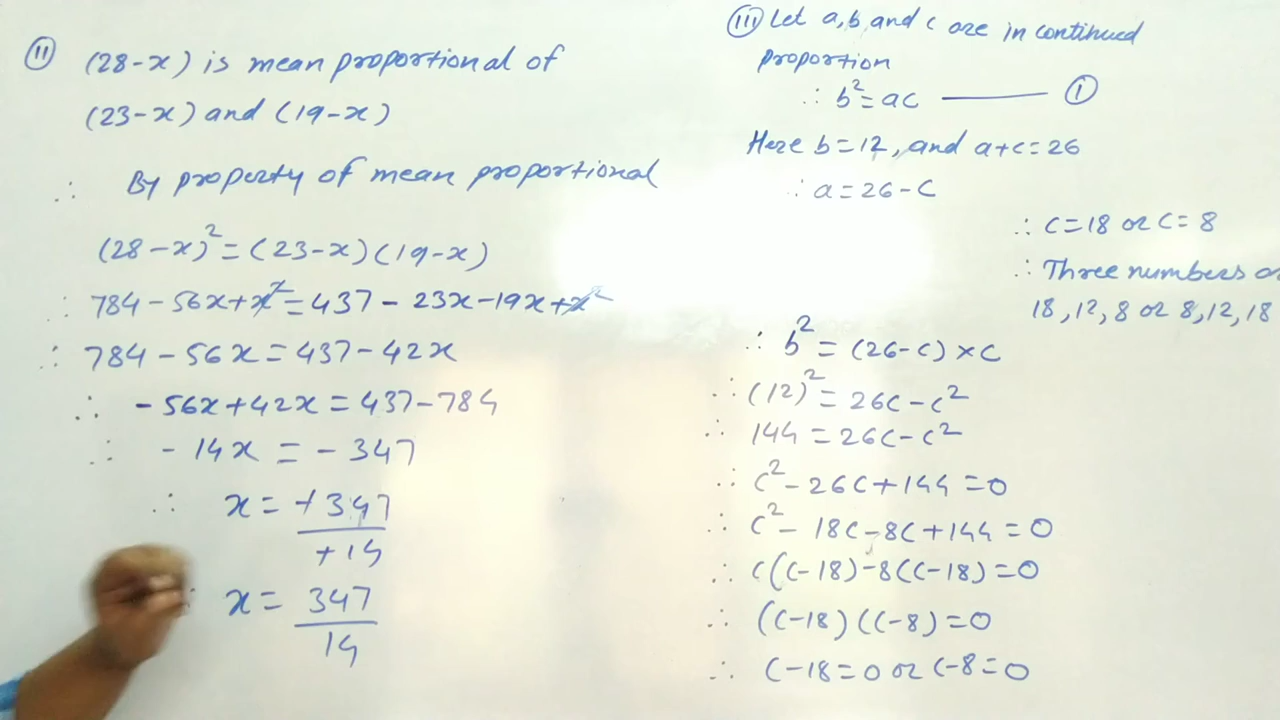 (II) (28-x) is mean proportional of
(23-x) and (19-x)
∴ By property of mean proportional
(28-x)² = (23-x)(19-x)
∴ 784-56x+x² = 437-23x-19x+x²
∴ 784-56x = 437-42x
∴ -56x+42x = 437-784
∴ -14x = -347
∴ x = +347
+14
∴ x = 347
14
(III) Let a,b, and c are in continued
proportion
∴ b² = ac ——— (1)
Here b=12, and a+c=26
∴ a=26-c
∴ b² = (26-c)×c
∴ (12)² = 26c-c²
∴ 144 = 26c-c²
∴ c²-26c+144=0
∴ c²-18c-8c+144=0
∴ c(c-18)-8(c-18)=0
∴ (c-18)(c-8)=0
∴ c-18=0 or c-8=0
∴ c=18 or c=8
∴ Three numbers
18,12,8 or 8,12,18